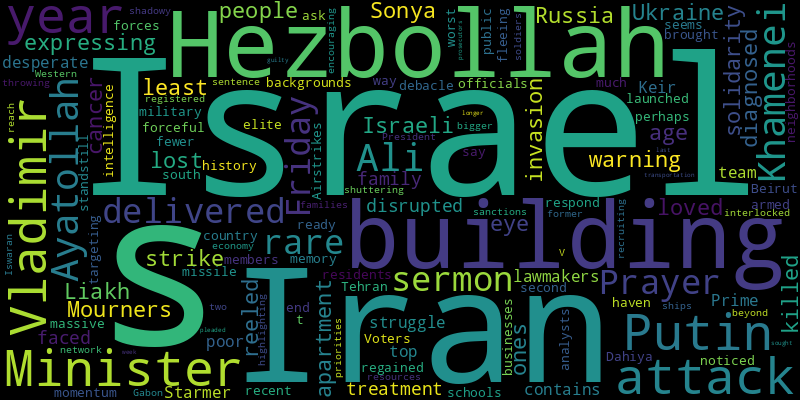 year
shadowy
people
ask
Sonya
Russia
Ukraine
forces
expressing
Hezbollah
encouraging
worst
public
fleeing
soldiers
seems
brought
Khamenei
desperate
guilty
prosecutors
solidarity
diagnosed
neighborhoods
Western
throwing
cancer
sentence
backgrounds
way
debacle
officials
much
Keir
launched
perhaps
least
registered
military
intelligence
forceful
elite
Airstrikes
Israeli
longer
bigger
invasion
age
reach
fewer
history
President
say
warning
Israel
team
lost
south
Friday
Ali
family
shuttering
last
transportation
Beirut
Vladimir
Ayatollah
standstill
delivered
families
disrupted
respond
sanctions
former
loved
armed
interlocked
Iswaran
targeting
country
economy
ready
memory
eye
V
recruiting
building
rare
strike
members
missile
residents
Tehran
sermon
lawmakers
Prayer
killed
s
Iran
Liakh
Mourners
two
end
t
second
haven
Prime
ships
beyond
massive
faced
reeled
highlighting
apartment
priorities
struggle
Voters
top
businesses
ones
analysts
Putin
Dahiya
noticed
network
pleaded
poor
regained
resources
Minister
momentum
Gabon
Starmer
recent
treatment
schools
contains
attack
sought